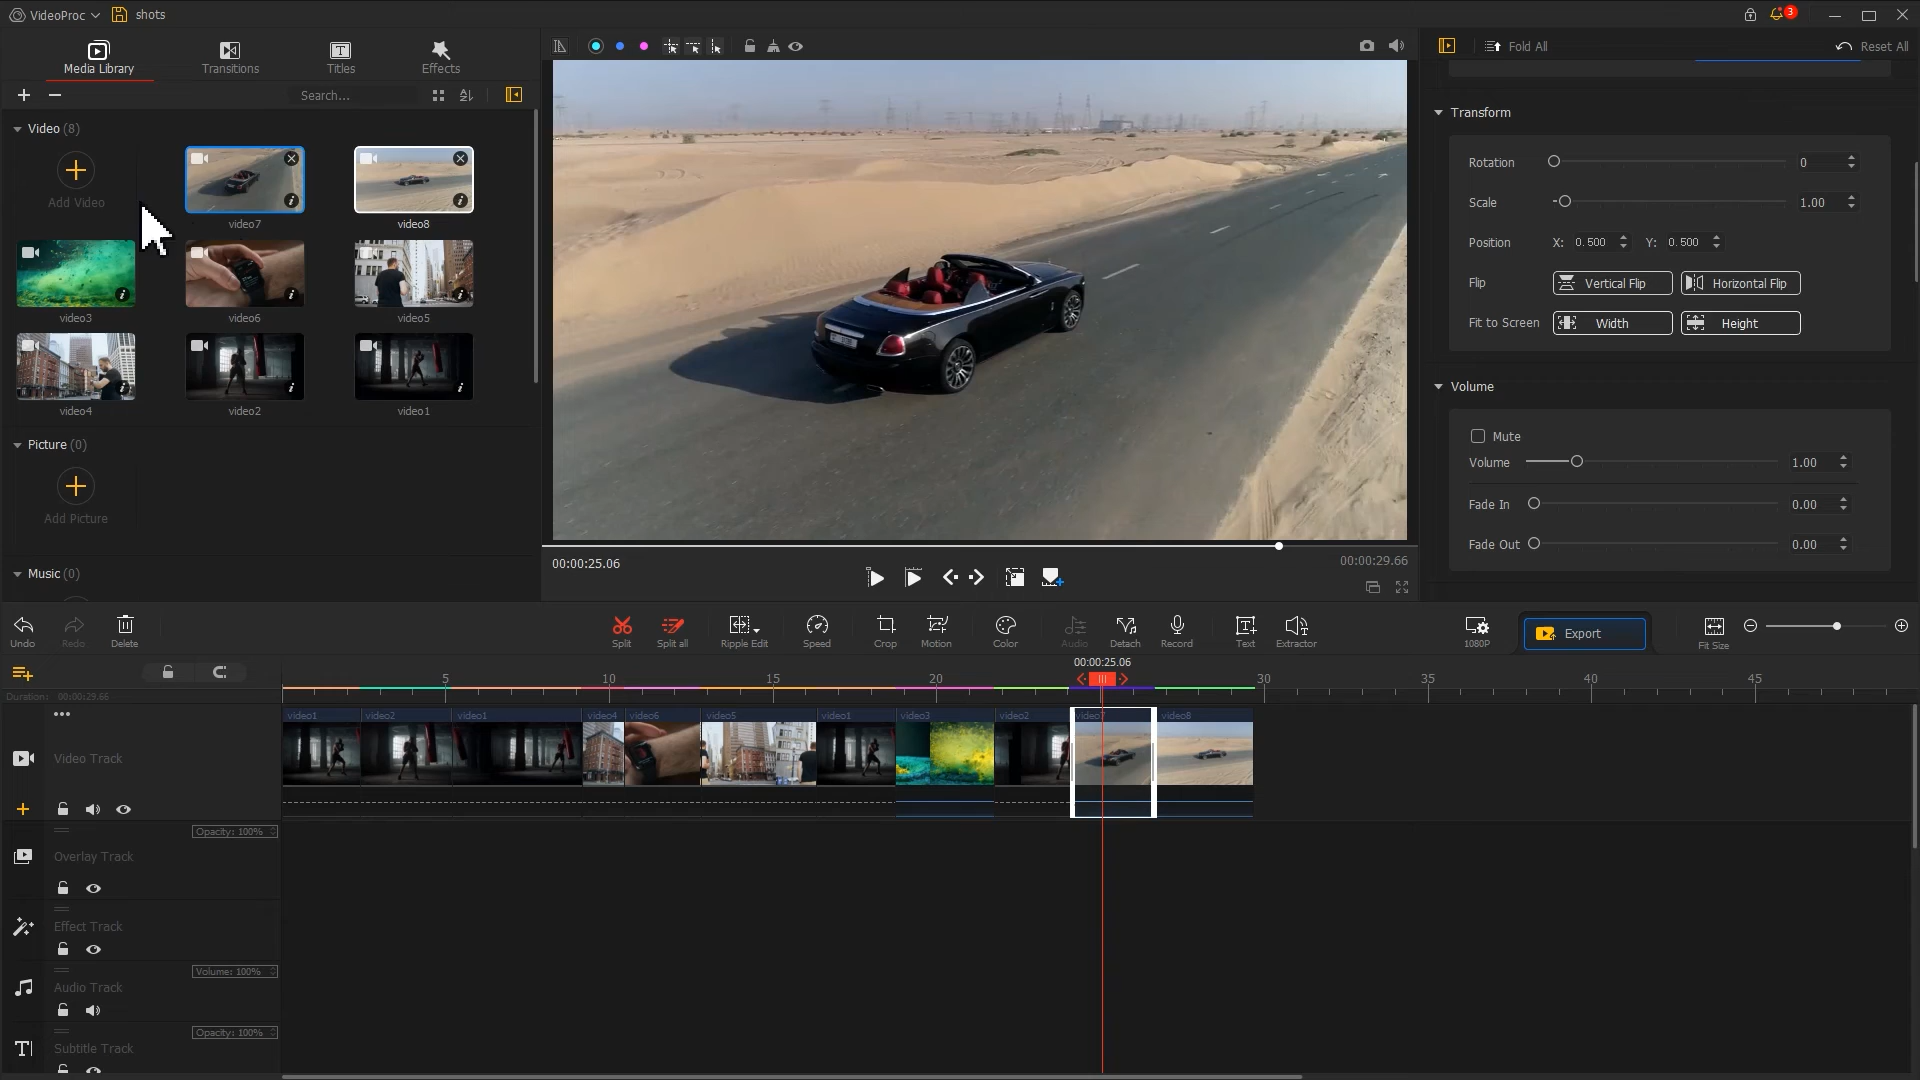 VideoProc
shots
3
Media Library
Transitions
Titles
Effects
Fold All
Reset All
Search...
Video (8)
Add Video
video7
video8
video3
video6
video5
video4
video2
video1
Picture (0)
Add Picture
Music (0)
00:00:25.06
00:00:29.66
Transform
Rotation
0
Scale
1.00
Position
X: 0.500
Y: 0.500
Flip
Vertical Flip
Horizontal Flip
Fit to Screen
Width
Height
Volume
Mute
Volume
1.00
Fade In
0.00
Fade Out
0.00
Undo
Redo
Delete
Split
Split all
Ripple Edit
Speed
Crop
Motion
Color
Audio
Detach
Record
Text
Extractor
1080P
Export
Fit Size
00:00:25.06
5
10
15
20
30
35
40
45
Duration: 00:00:29.66
video1
video2
video1
video4
video6
video5
video1
video3
video2
video7
video8
Video Track
Opacity: 100%
Overlay Track
Effect Track
Volume: 100%
Audio Track
Opacity: 100%
Subtitle Track